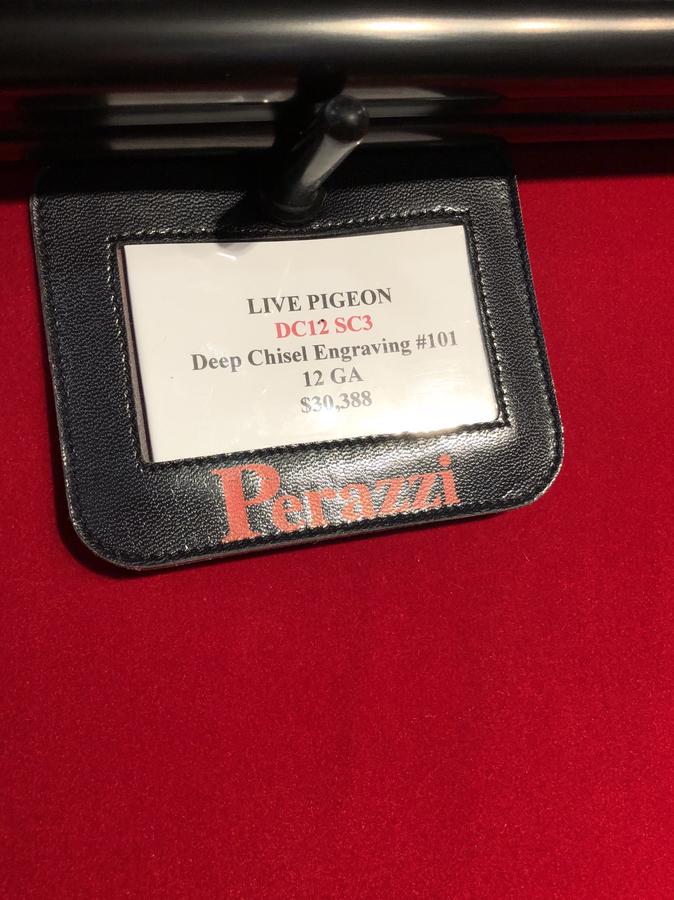 LIVE PIGEON
DC12 SC3
Deep Chisel Engraving #101
12 GA
$30,388
Perazzi